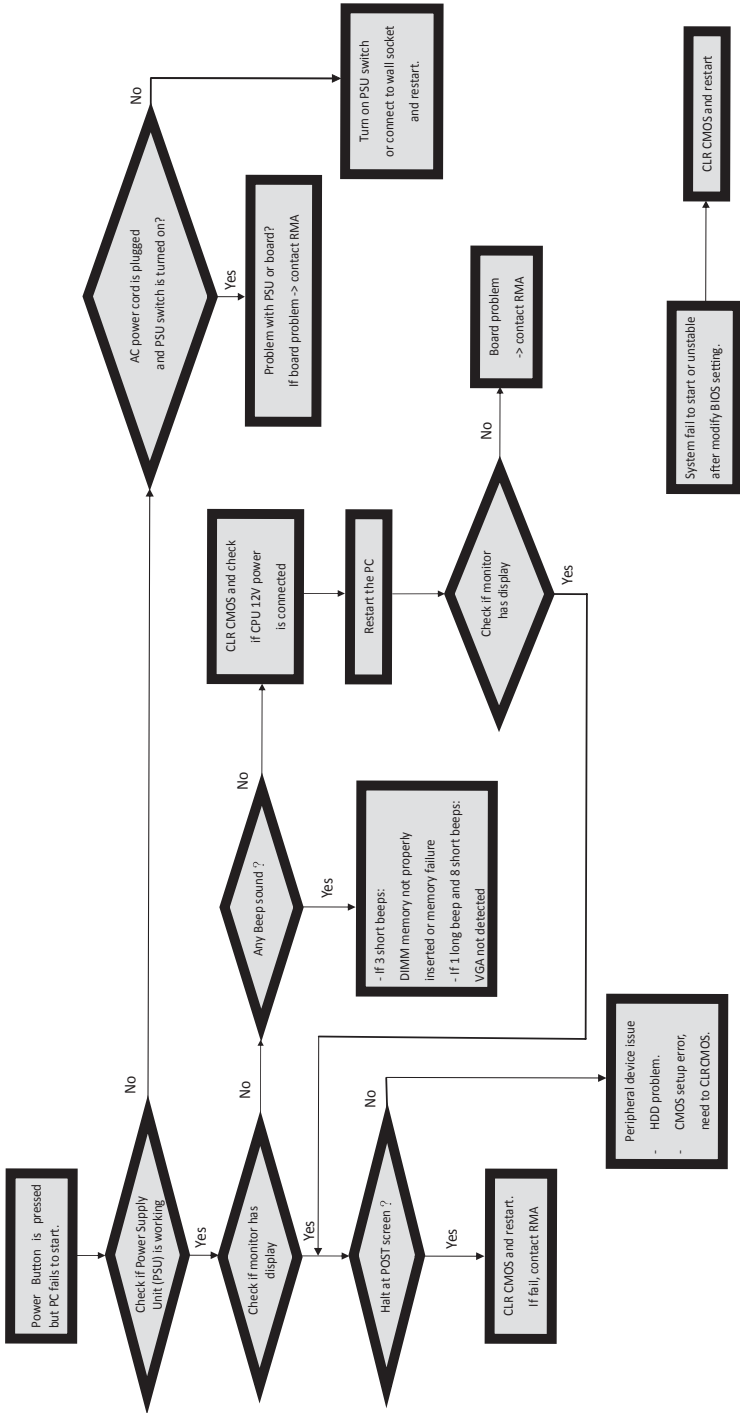 Power Button is pressed
but PC fails to start.
Check if Power Supply
Unit (PSU) is working
No
Yes
AC power cord is plugged
and PSU switch is turned on?
No
Turn on PSU switch
or connect to wall socket
and restart.
Yes
Problem with PSU or board?
If board problem -> contact RMA
Check if monitor has
display
No
Yes
Any Beep sound ?
No
Yes
- If 3 short beeps:
DIMM memory not properly
inserted or memory failure
- If 1 long beep and 8 short beeps:
VGA not detected
CLR CMOS and check
if CPU 12V power
is connected
Restart the PC
Check if monitor
has display
No
Board problem
-> contact RMA
Yes
Halt at POST screen ?
No
Yes
CLR CMOS and restart.
If fail, contact RMA
Peripheral device issue
- HDD problem.
- CMOS setup error,
need to CLRCMOS.
System fail to start or unstable
after modify BIOS setting.
CLR CMOS and restart